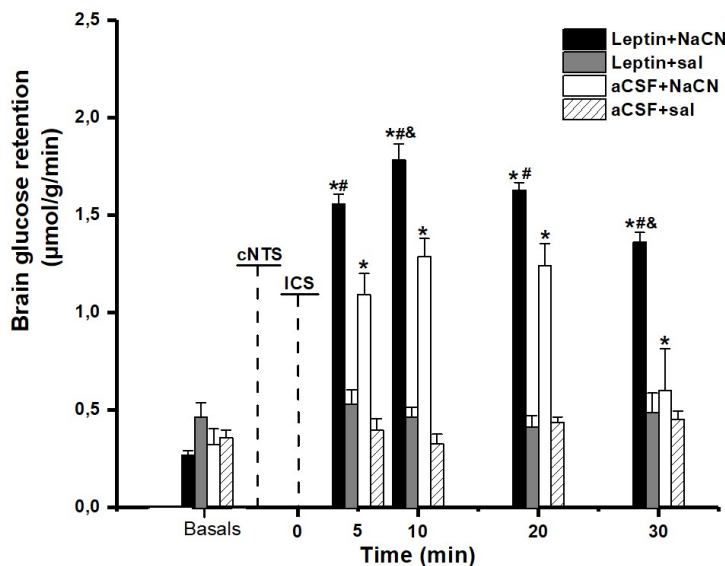 2,5
2,0
1,5
1,0
0,5
0,0
Brain glucose retention
(µmol/g/min)
Leptin+NaCN
Leptin+sal
aCSF+NaCN
aCSF+sal
cNTS
ICS
*#
*
*#&
*
*#
*
*#&
*
Basals
0
5
10
20
30
Time (min)